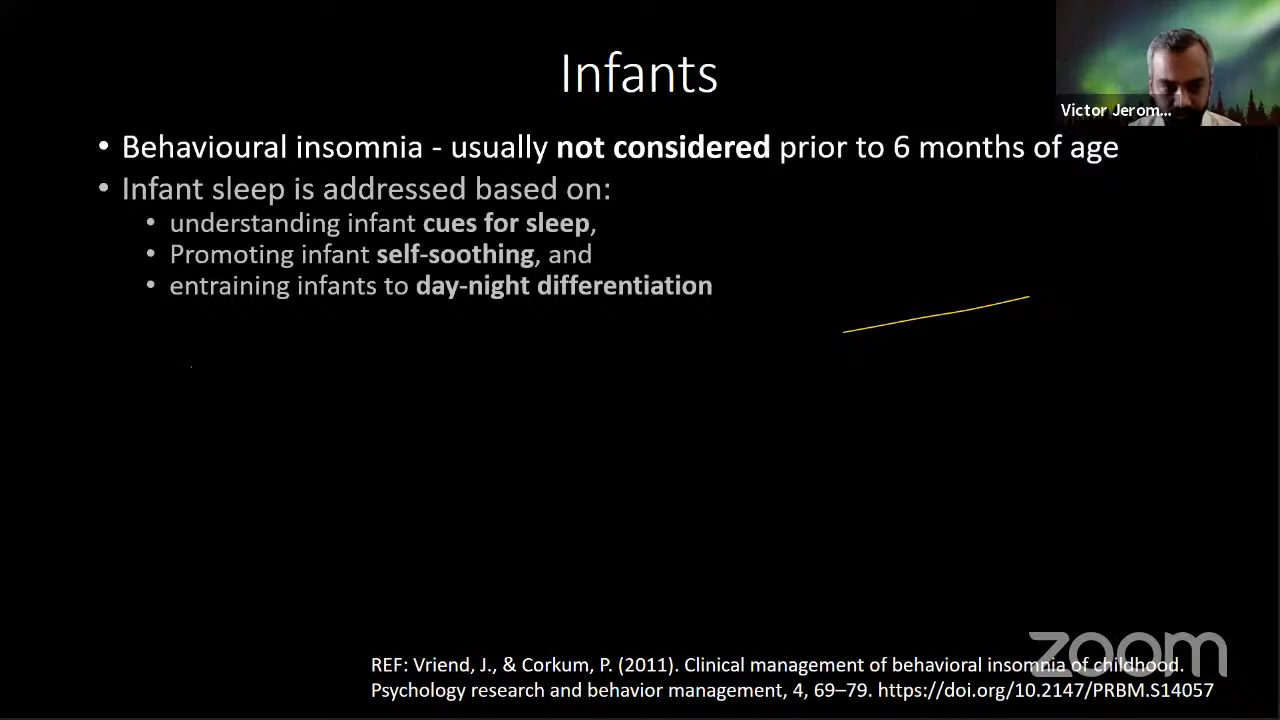 Infants
Victor Jerom...
• Behavioural insomnia - usually not considered prior to 6 months of age
• Infant sleep is addressed based on:
• understanding infant cues for sleep,
• Promoting infant self-soothing, and
• entraining infants to day-night differentiation
zoom
REF: Vriend, J., & Corkum, P. (2011). Clinical management of behavioral insomnia of childhood.
Psychology research and behavior management, 4, 69–79. https://doi.org/10.2147/PRBM.S14057